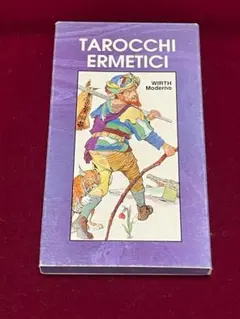 TAROCCHI
ERMETICI
WIRTH
Moderno